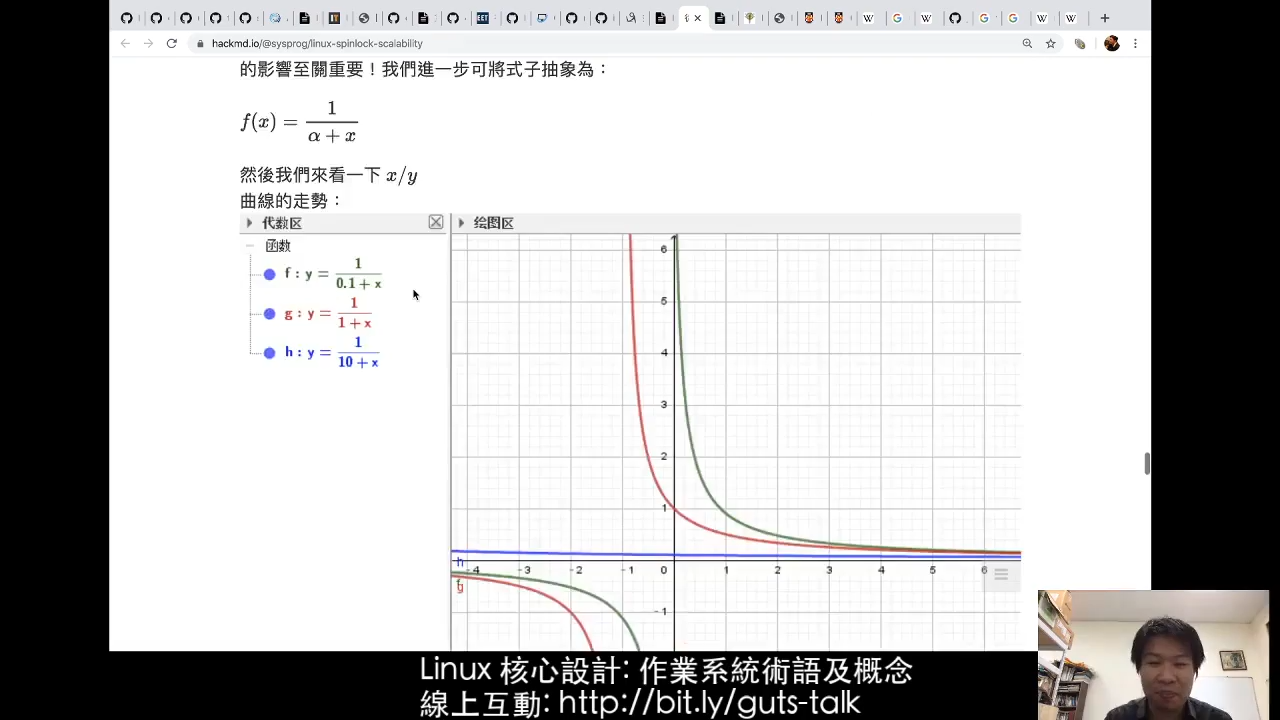 hackmd.io/@sysprog/linux-spinlock-scalability
的影響至關重要！我們進一步可將式子抽象為：
f(x) = 1 / (α + x)
然後我們來看一下 x/y
曲線的走勢：
代数区
绘图区
函数
f : y = 1 / (0.1 + x)
g : y = 1 / (1 + x)
h : y = 1 / (10 + x)
6
5
4
3
2
1
-4 -3 -2 -1 0 1 2 3 4 5 6
-1
h
g
Linux 核心設計: 作業系統術語及概念
線上互動: http://bit.ly/guts-talk